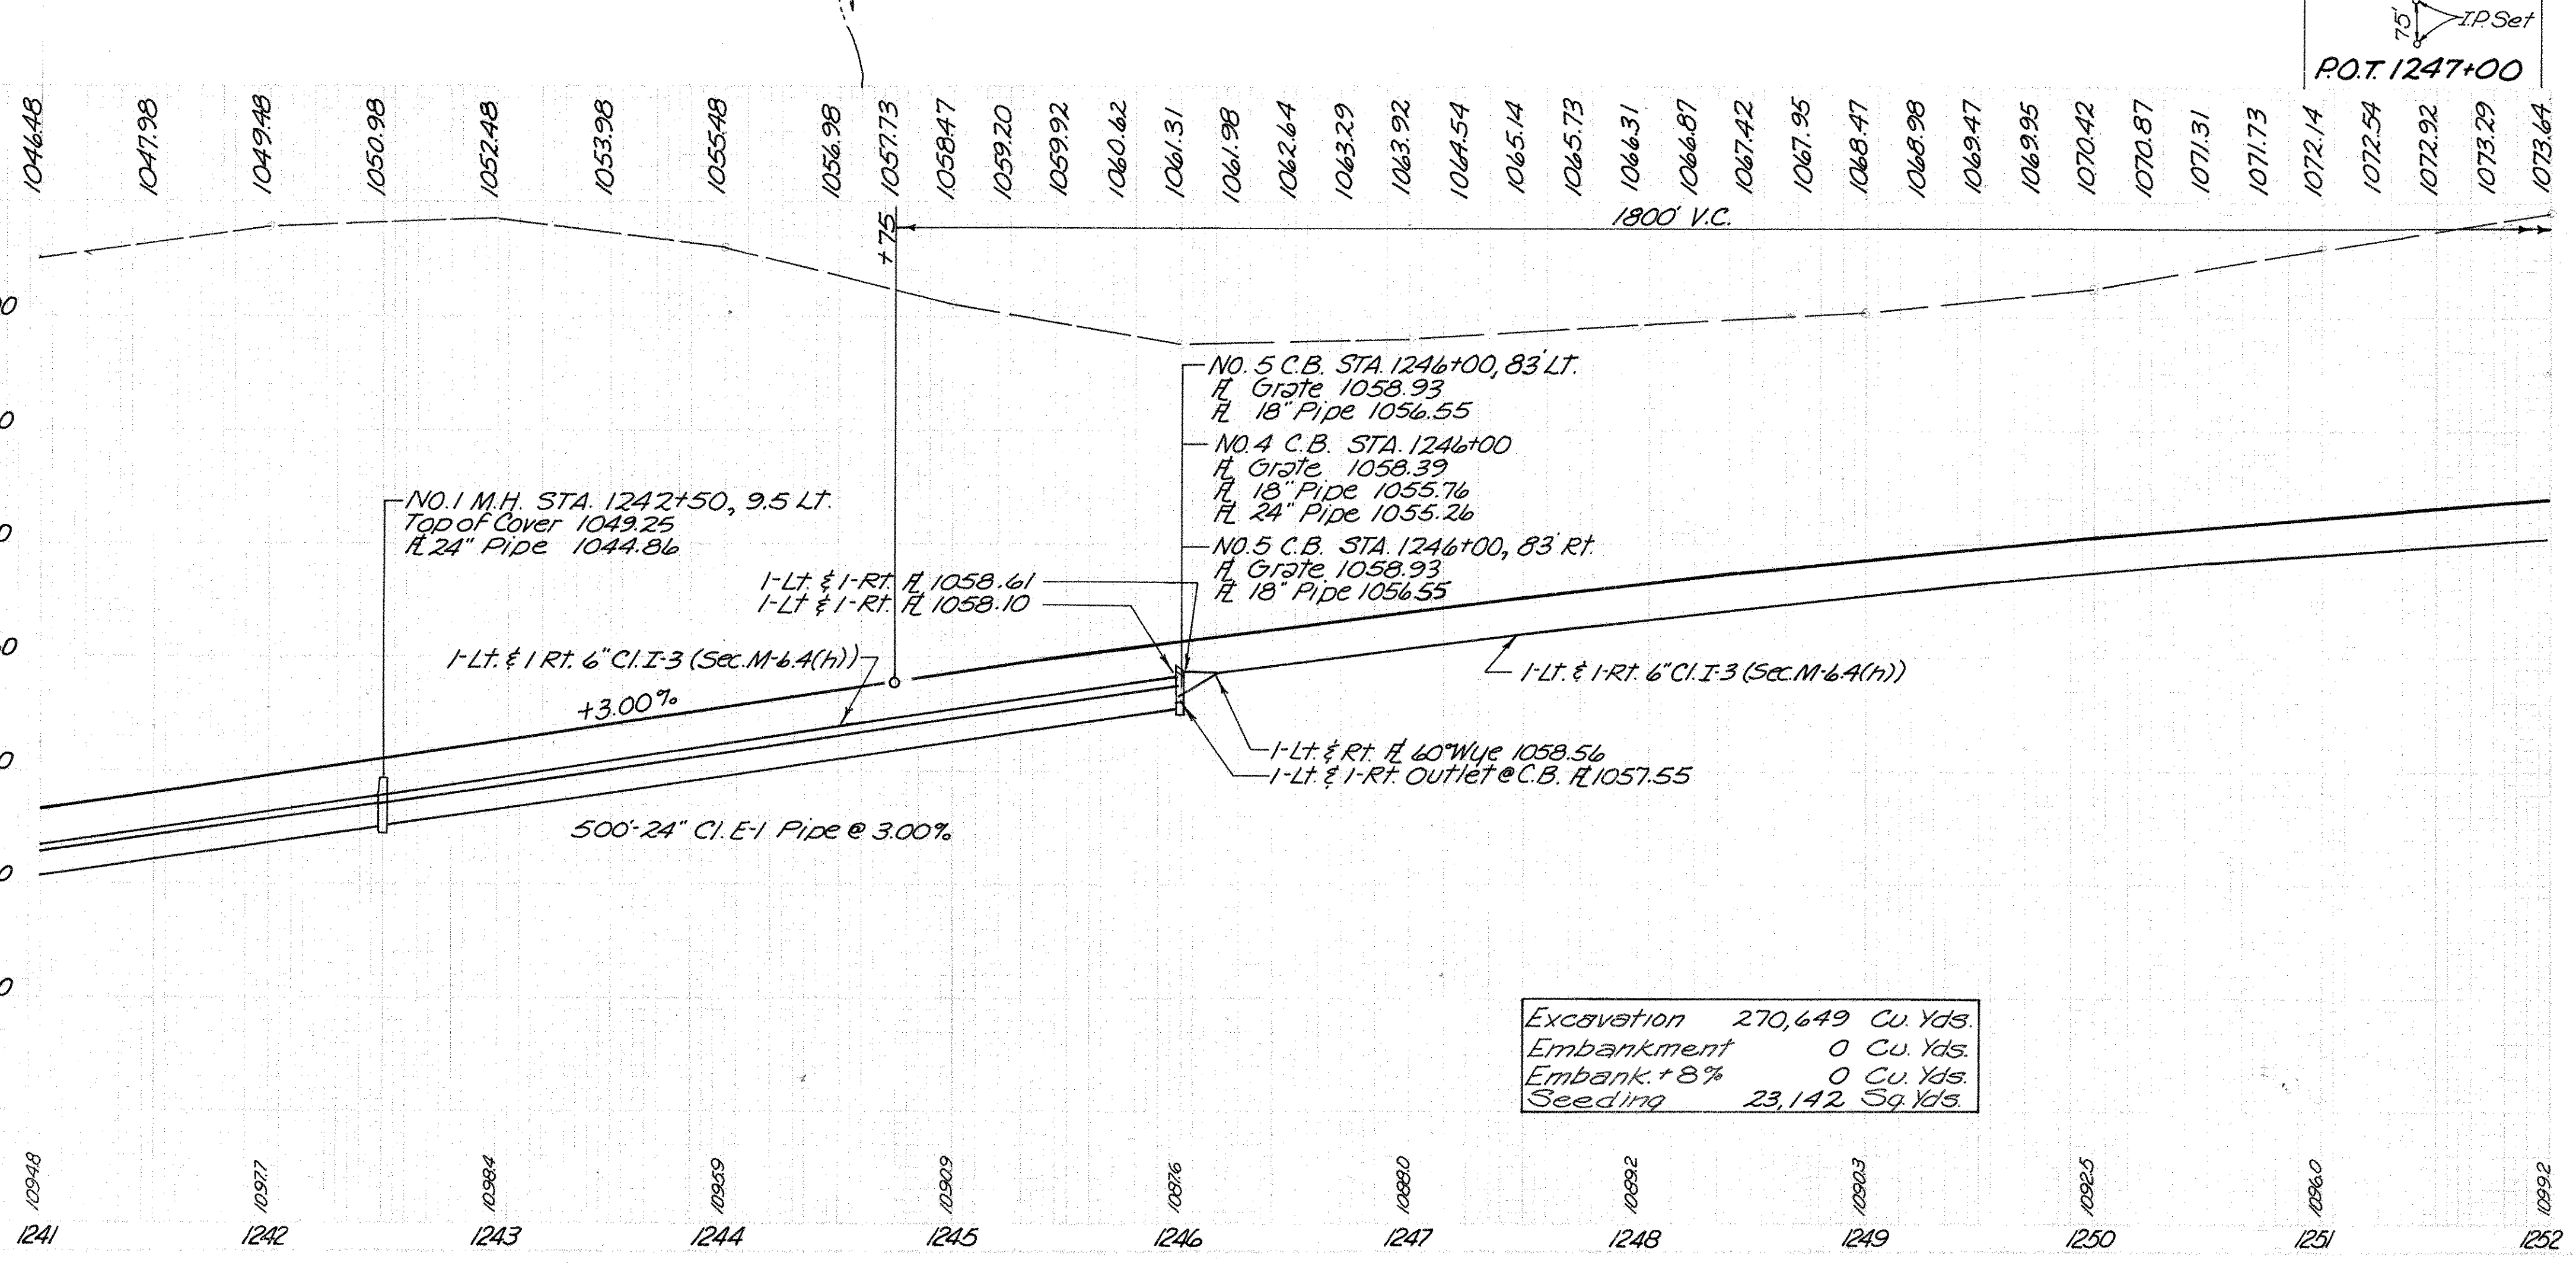 75' I.P. Set
P.O.T. 1247+00
1046.48 1047.98 1049.48 1050.98 1052.48 1053.98 1055.48 1056.98 1057.73 1058.47 1059.20 1059.92 1060.62 1061.31 1061.98 1062.64 1063.29 1063.92 1064.54 1065.14 1065.73 1066.31 1066.87 1067.42 1067.95 1068.47 1068.98 1069.47 1069.95 1070.42 1070.87 1071.31 1071.73 1072.14 1072.54 1072.92 1073.29 1073.64
+75
1800' V.C.
NO. 5 C.B. STA. 1246+00, 83' LT.
FL Grate 1058.93
FL 18" Pipe 1056.55
NO. 4 C.B. STA. 1246+00
FL Grate 1058.39
FL 18" Pipe 1055.76
FL 24" Pipe 1055.26
NO. 5 C.B. STA. 1246+00, 83' Rt.
FL Grate 1058.93
FL 18" Pipe 1056.55
NO. 1 M.H. STA. 1242+50, 9.5 LT.
Top of Cover 1049.25
FL 24" Pipe 1044.86
1-Lt. & 1-Rt. FL 1058.61
1-Lt & 1-Rt. FL 1058.10
1-Lt. & 1 Rt. 6" Cl. I-3 (Sec. M-6.4(h))
+3.00%
1-Lt. & 1-Rt. 6" Cl. I-3 (Sec. M-6.4(h))
1-Lt & Rt. FL 60° Wye 1058.56
1-Lt. & 1-Rt. Outlet @ C.B. FL 1057.55
500'-24" Cl. E-1 Pipe @ 3.00%
Excavation 270,649 Cu. Yds.
Embankment 0 Cu. Yds.
Embank. + 8% 0 Cu. Yds.
Seeding 23,142 Sq. Yds.
1094.8 1097.7 1098.4 1095.9 1090.9 1087.6 1088.0 1089.2 1090.3 1092.5 1096.0 1099.2
1241 1242 1243 1244 1245 1246 1247 1248 1249 1250 1251 1252